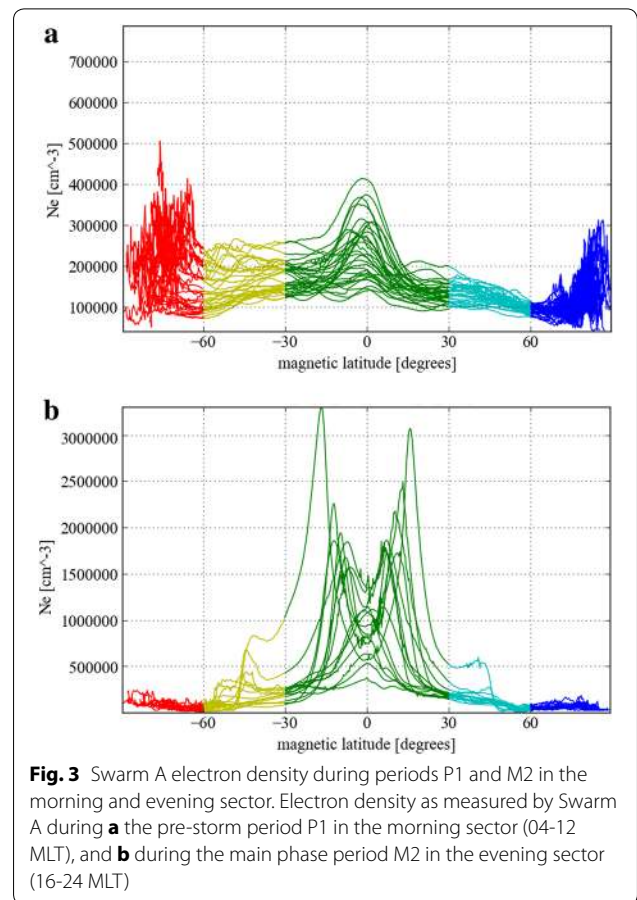 a
700000
600000
500000
400000
300000
200000
100000
Ne [cm^-3]
−60
−30
0
30
60
magnetic latitude [degrees]
b
3000000
2500000
2000000
1500000
1000000
500000
Ne [cm^-3]
−60
−30
0
30
60
magnetic latitude [degrees]
Fig. 3 Swarm A electron density during periods P1 and M2 in the
morning and evening sector. Electron density as measured by Swarm
A during a the pre-storm period P1 in the morning sector (04-12
MLT), and b during the main phase period M2 in the evening sector
(16-24 MLT)